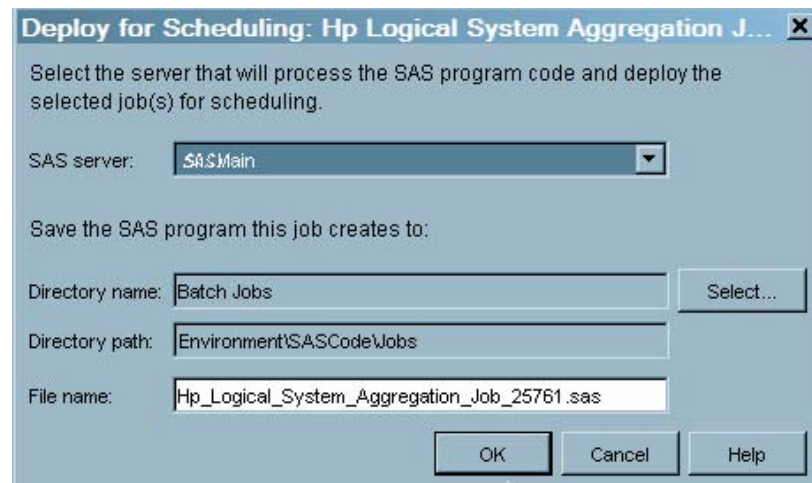 Deploy for Scheduling: Hp Logical System Aggregation J...
Select the server that will process the SAS program code and deploy the
selected job(s) for scheduling.
SAS server: SASMain
Save the SAS program this job creates to:
Directory name: Batch Jobs Select...
Directory path: Environment\SASCode\Jobs
File name: Hp_Logical_System_Aggregation_Job_25761.sas
OK Cancel Help